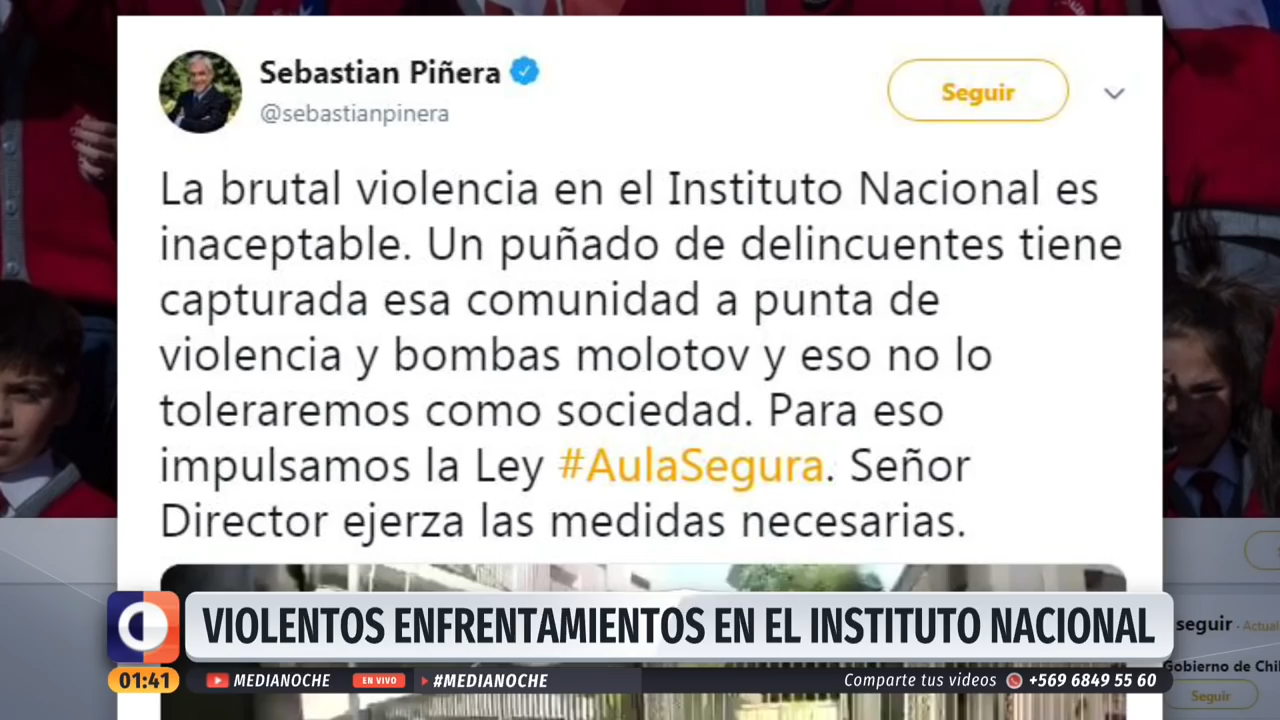 Sebastian Piñera
@sebastianpinera
Seguir
La brutal violencia en el Instituto Nacional es
inaceptable. Un puñado de delincuentes tiene
capturada esa comunidad a punta de
violencia y bombas molotov y eso no lo
toleraremos como sociedad. Para eso
impulsamos la Ley #AulaSegura. Señor
Director ejerza las medidas necesarias.
VIOLENTOS ENFRENTAMIENTOS EN EL INSTITUTO NACIONAL
01:41
MEDIANOCHE
EN VIVO
#MEDIANOCHE
Comparte tus videos
+569 6849 55 60
seguir · Actual
Gobierno de Chil
Seguir